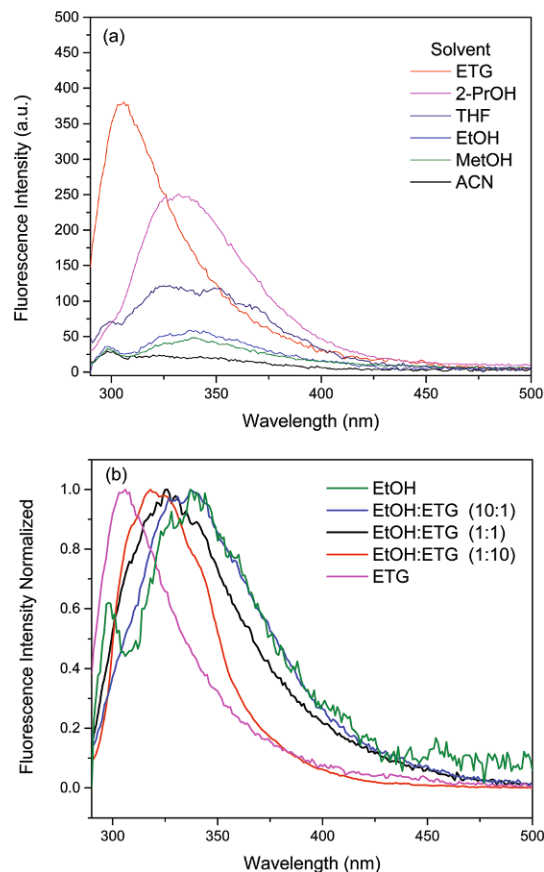 (a)
Solvent
ETG
2-PrOH
THF
EtOH
MetOH
ACN
Fluorescence Intensity (a.u.)
500
450
400
350
300
250
200
150
100
50
0
300 350 400 450 500
Wavelength (nm)
(b)
EtOH
EtOH:ETG (10:1)
EtOH:ETG (1:1)
EtOH:ETG (1:10)
ETG
Fluorescence Intensity Normalized
1.0
0.8
0.6
0.4
0.2
0.0
300 350 400 450 500
Wavelength (nm)